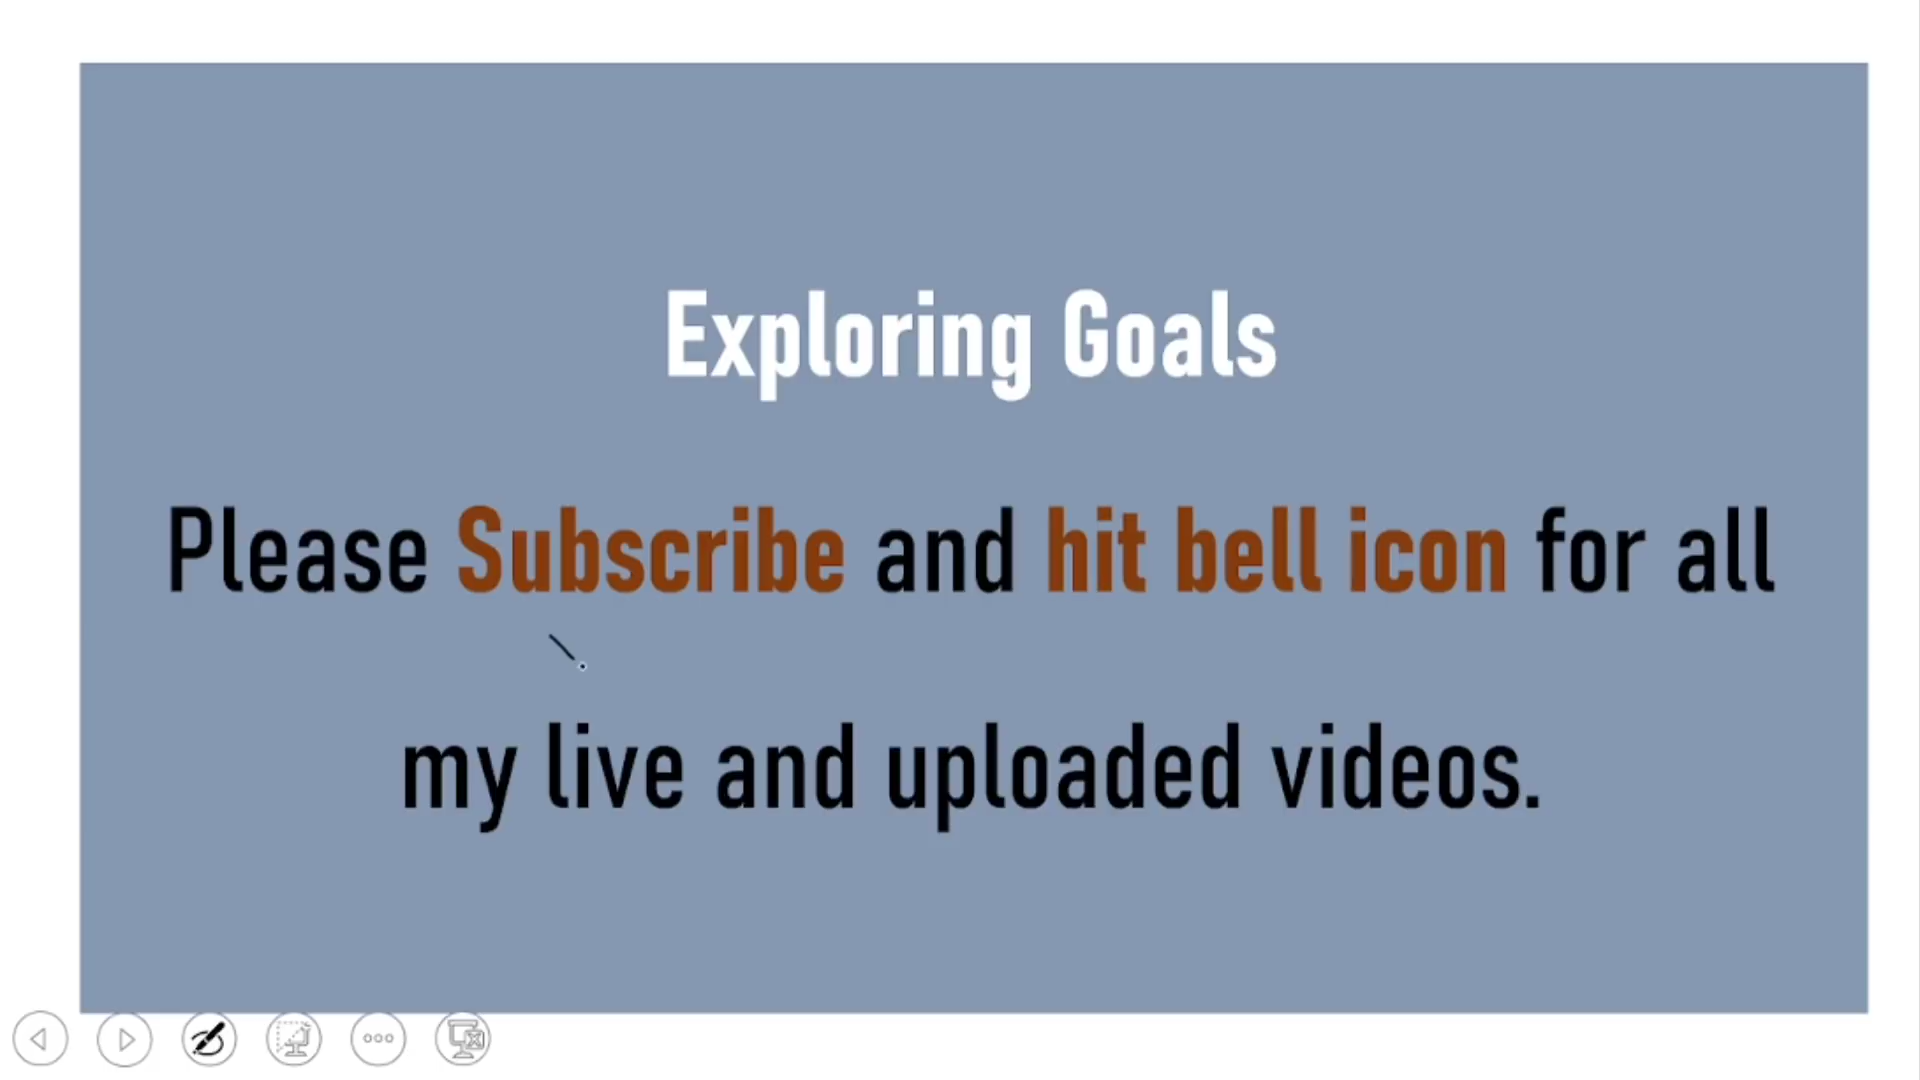 Exploring Goals
Please Subscribe and hit bell icon for all
my live and uploaded videos.